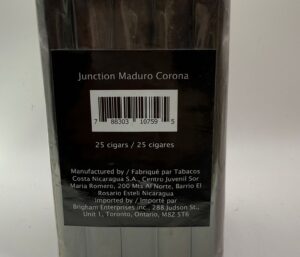 Junction Maduro Corona
7 88303 10759 5
25 cigars / 25 cigares
Manufactured by / Fabriqué par Tabacos
Costa Nicaragua S.A., Centro Juvenil Sor
Maria Romero, 200 Mts Al Norte, Barrio El
Rosario Esteli Nicaragua
Imported by / Importé par
Brigham Enterprises inc., 288 Judson St.,
Unit 1, Toronto, Ontario, M8Z 5T6